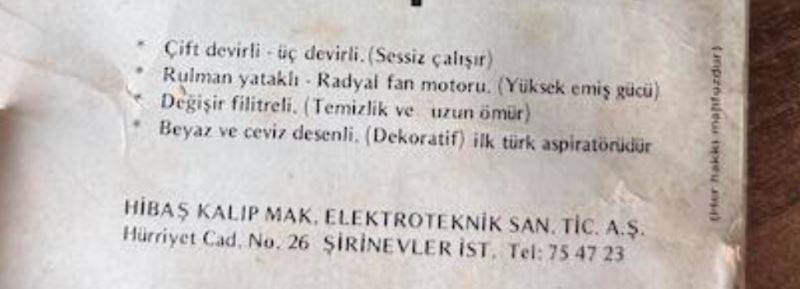 * Çift devirli - üç devirli. (Sessiz çalışır)
* Rulman yataklı - Radyal fan motoru. (Yüksek emiş gücü)
* Değişir filitreli. (Temizlik ve uzun ömür)
* Beyaz ve ceviz desenli. (Dekoratif) ilk türk aspiratörüdür
HİBAŞ KALIP MAK. ELEKTROTEKNİK SAN. TİC. A.Ş.
Hürriyet Cad. No. 26 ŞİRİNEVLER İST. Tel: 75 47 23
(Her hakkı mahfuzdur)